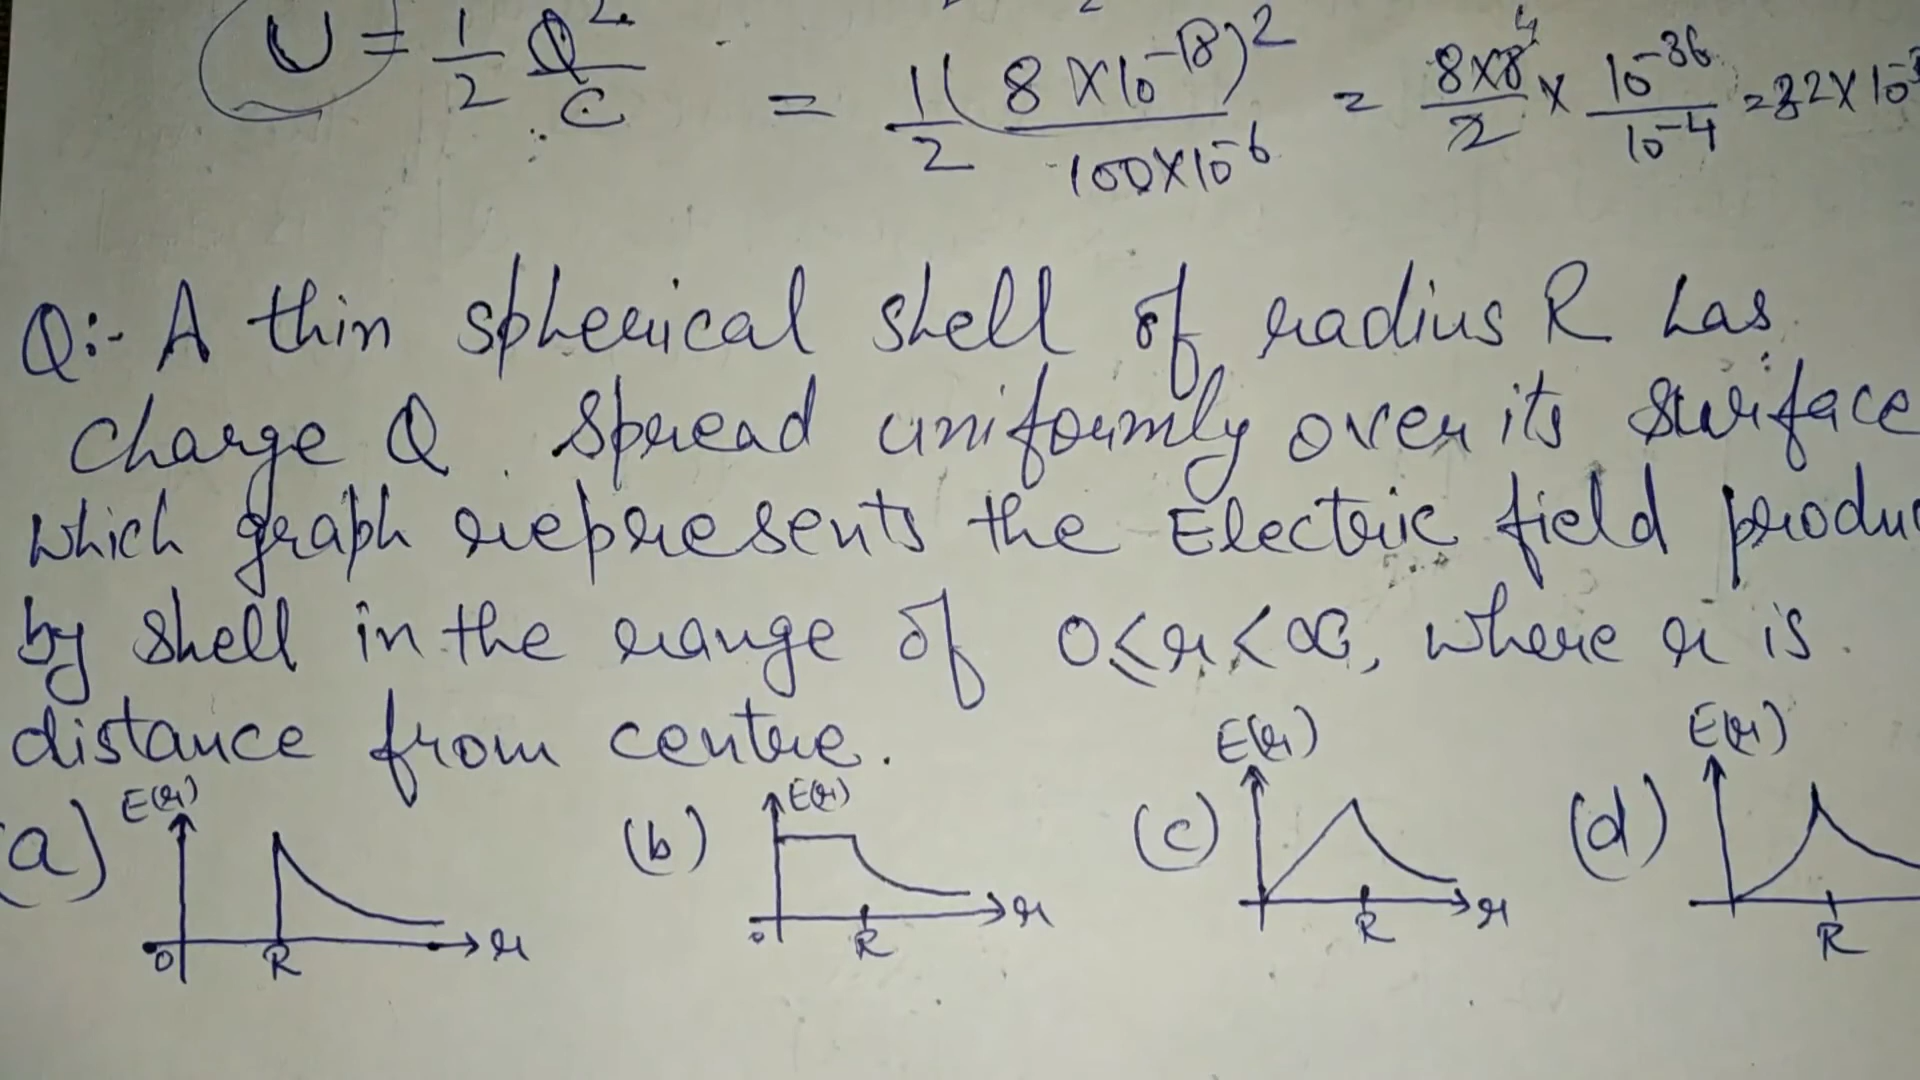 U = 1/2 Q²/C = 1/2 (8×10⁻¹⁸)²/100×10⁻⁶ = 8×8⁴/2 × 10⁻³⁶/10⁻⁴ = 32×10
Q:- A thin spherical shell of radius R has
charge Q spread uniformly over its surface
which graph represents the Electric field produ
by shell in the range of 0≤r<∞, where r is
distance from centre.
(a) E(r) 0 R r
(b) E(r) 0 R r
(c) E(r) R r
(d) E(r) R